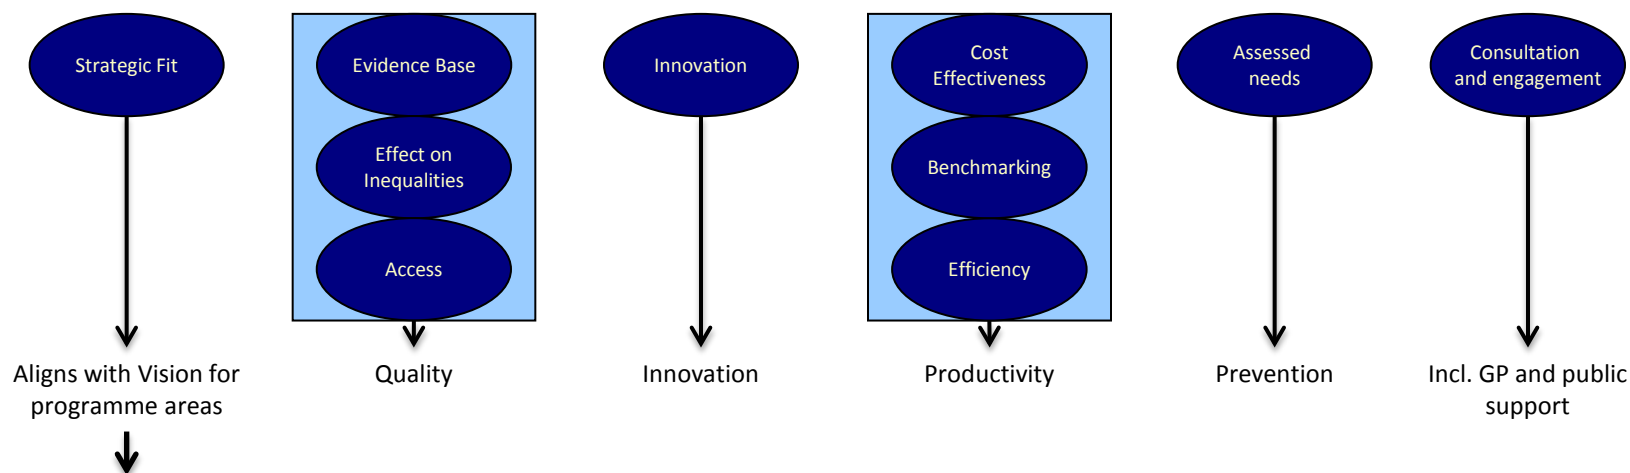 Strategic Fit
Evidence Base
Innovation
Cost
Effectiveness
Assessed
needs
Consultation
and engagement
Effect on
Inequalities
Benchmarking
Access
Efficiency
Aligns with Vision for
programme areas
Quality
Innovation
Productivity
Prevention
Incl. GP and public
support